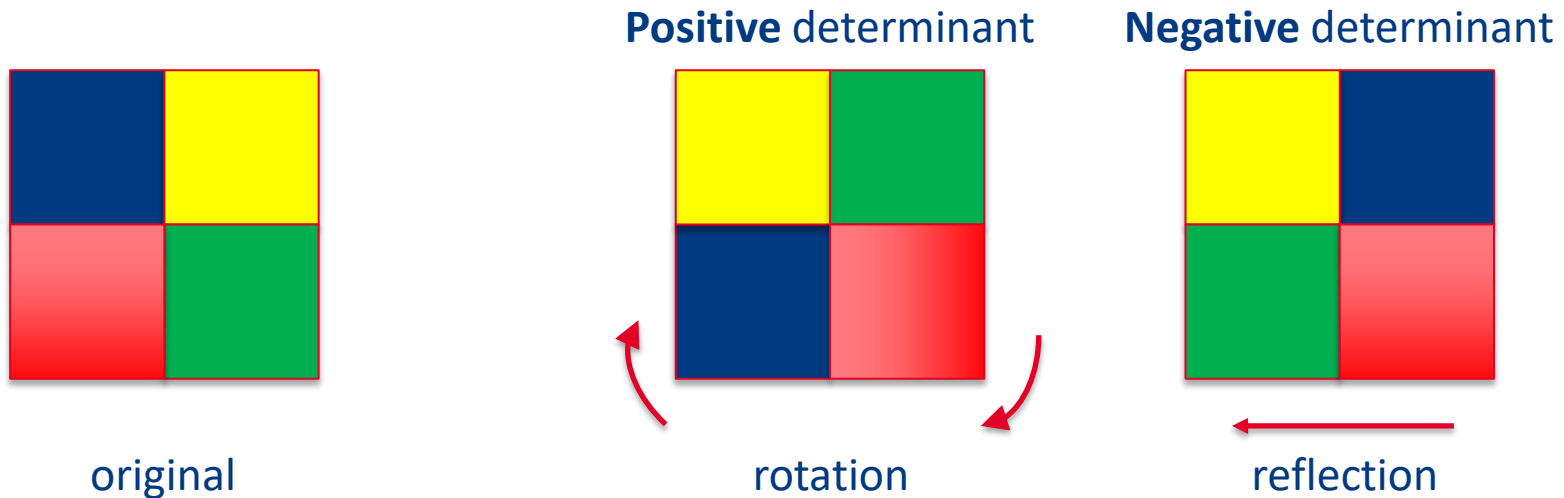 Positive determinant
Negative determinant
original
rotation
reflection